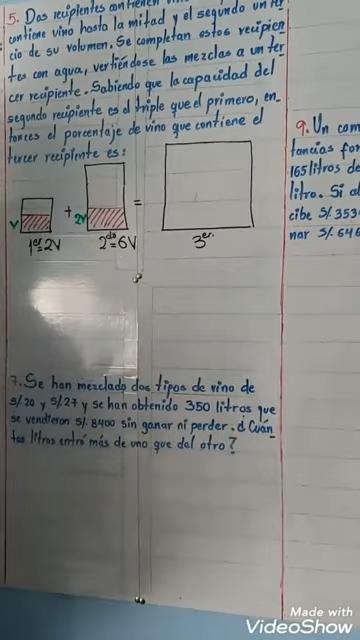 5. Dos recipientes contienen vino
contiene vino hasta la mitad y el segundo un ter
cio de su volumen. Se completan estos recipien
tes con agua, vertiéndose las mezclas a un ter
cer recipiente. Sabiendo que la capacidad del
segundo recipiente es el triple que el primero, en_
tonces el porcentaje de vino que contiene el
tercer recipiente es:
V + 2V =
1er=2V 2do=6V 3er.
7. Se han mezclado dos tipos de vino de
S/.20 y S/.27 y se han obtenido 350 litros que
se vendieron S/. 8400 sin ganar ni perder. ¿Cuán_
tos litros entró más de uno que del otro?
9. Un com
tancias for
165 litros de
litro. Si al
cibe S/. 353
nar S/. 646
Made with
VideoShow